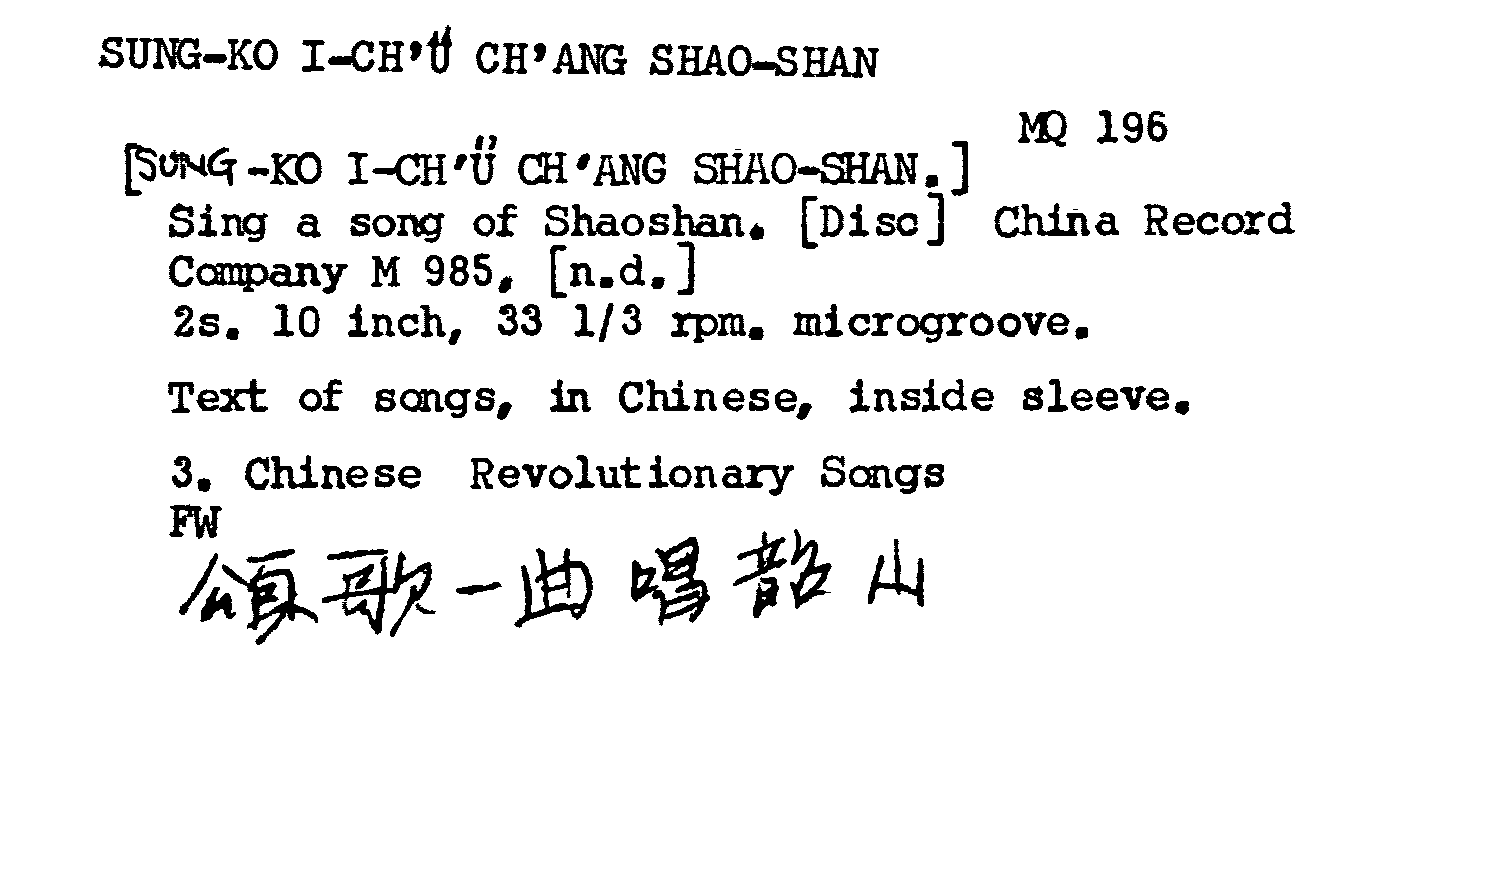 SUNG-KO I-CH'Ü CH'ANG SHAO-SHAN
MQ 196
[SUNG-KO I-CH'Ü CH'ANG SHAO-SHAN.]
Sing a song of Shaoshan. [Disc] China Record
Company M 985, [n.d.]
2s. 10 inch, 33 1/3 rpm. microgroove.
Text of songs, in Chinese, inside sleeve.
3. Chinese Revolutionary Songs
FW
頌歌一曲唱韶山